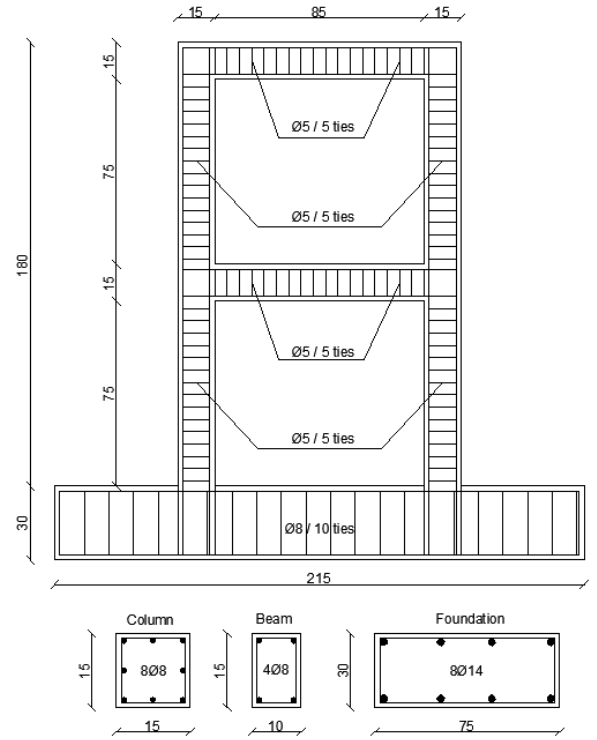 15 85 15
15
Ø5 / 5 ties
75
Ø5 / 5 ties
180
15
Ø5 / 5 ties
75
Ø5 / 5 ties
30
Ø8 / 10 ties
215
Column Beam Foundation
15 8Ø8 15 4Ø8 30 8Ø14
15 10 75